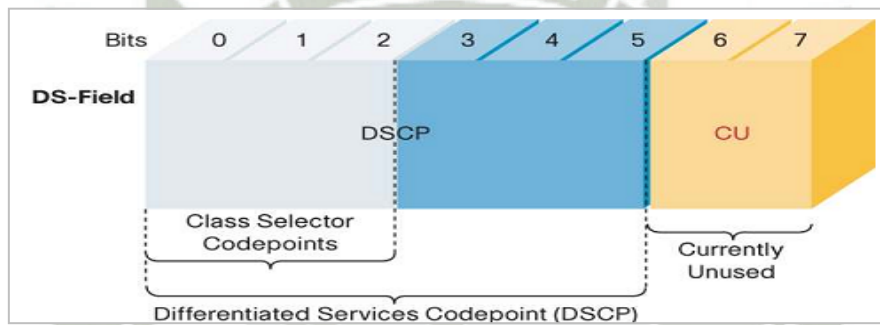 Bits 0 1 2 3 4 5 6 7
DS-Field
DSCP CU
Class Selector
Codepoints
Currently
Unused
Differentiated Services Codepoint (DSCP)